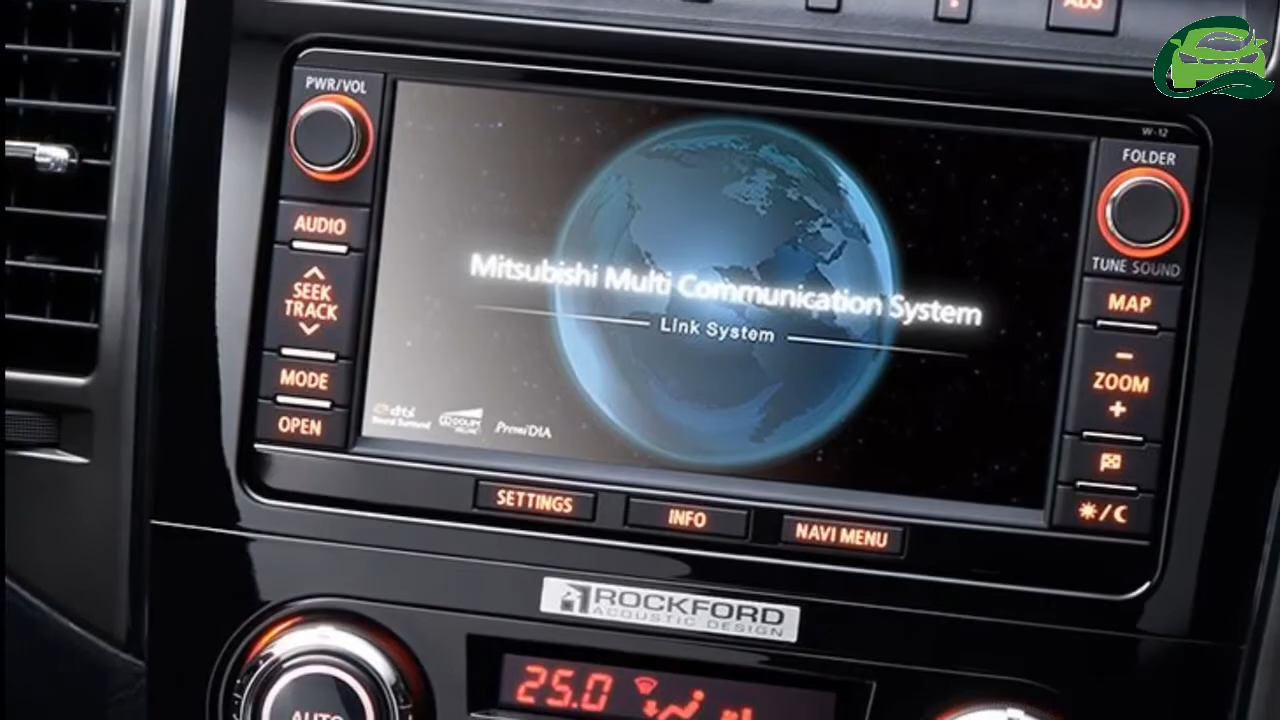 ADJ
PWR/VOL
W-12
FOLDER
AUDIO
TUNE SOUND
SEEK
TRACK
MAP
Mitsubishi Multi Communication System
Link System
ZOOM
MODE
OPEN
dts
PremiDIA
SETTINGS
INFO
NAVI MENU
ROCKFORD
ACOUSTIC DESIGN
25.0
AUTO